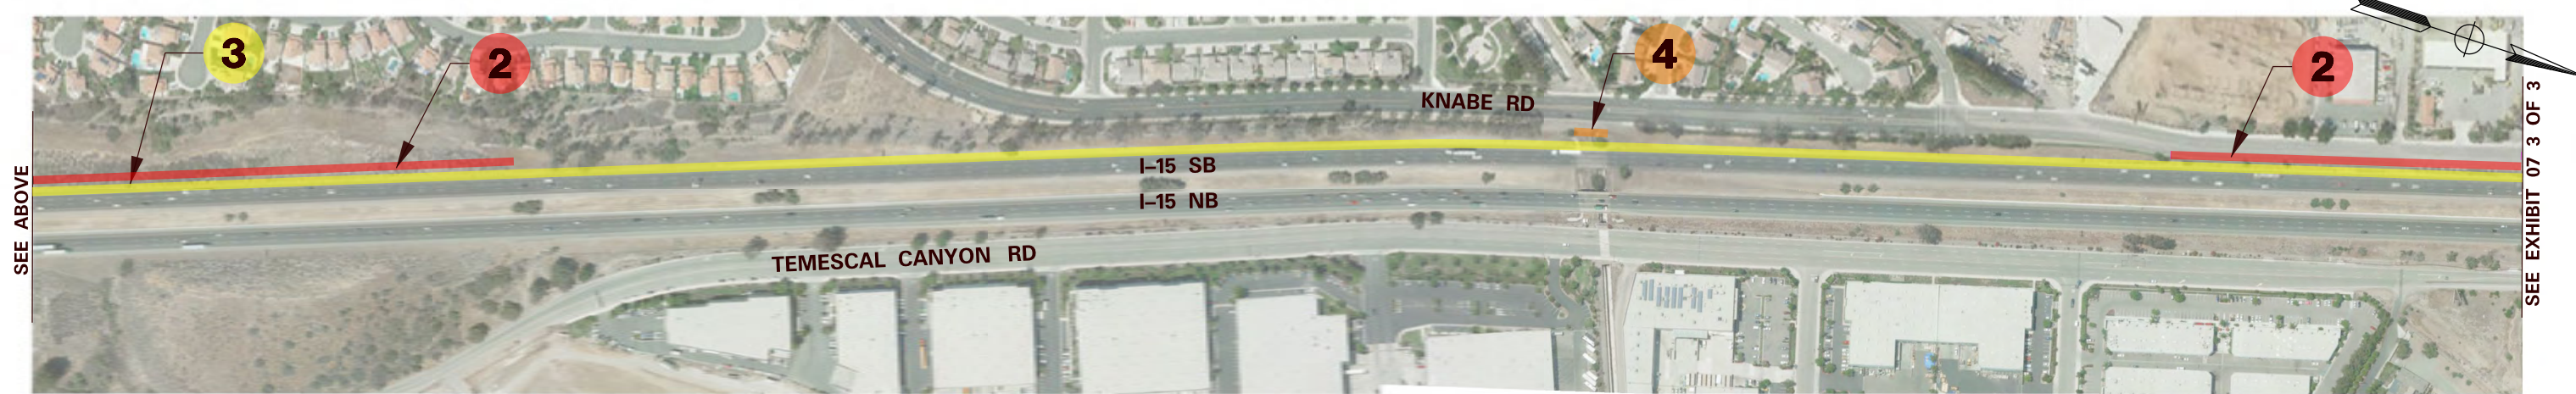 3
2
4
2
KNABE RD
I-15 SB
I-15 NB
TEMESCAL CANYON RD
SEE ABOVE
SEE EXHIBIT 07 3 OF 3